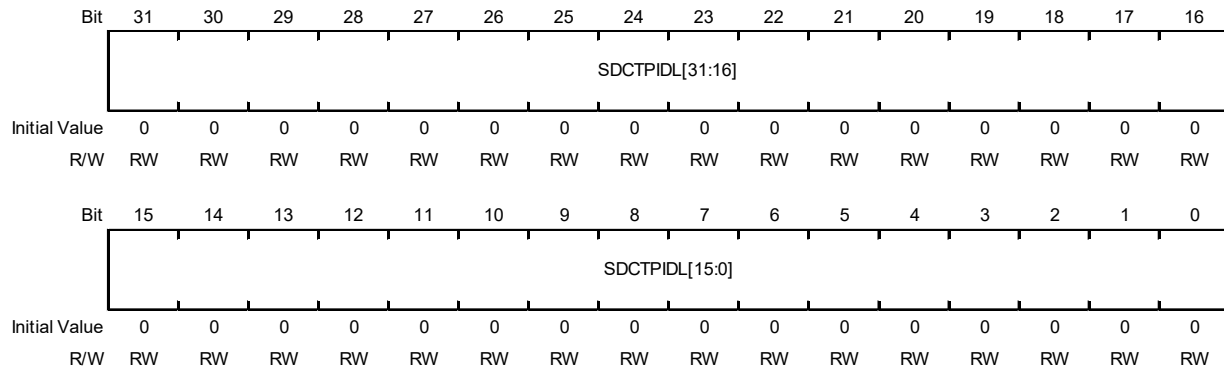 Bit 31 30 29 28 27 26 25 24 23 22 21 20 19 18 17 16
SDCTPIDL[31:16]
Initial Value 0 0 0 0 0 0 0 0 0 0 0 0 0 0 0 0
R/W RW RW RW RW RW RW RW RW RW RW RW RW RW RW RW RW
Bit 15 14 13 12 11 10 9 8 7 6 5 4 3 2 1 0
SDCTPIDL[15:0]
Initial Value 0 0 0 0 0 0 0 0 0 0 0 0 0 0 0 0
R/W RW RW RW RW RW RW RW RW RW RW RW RW RW RW RW RW